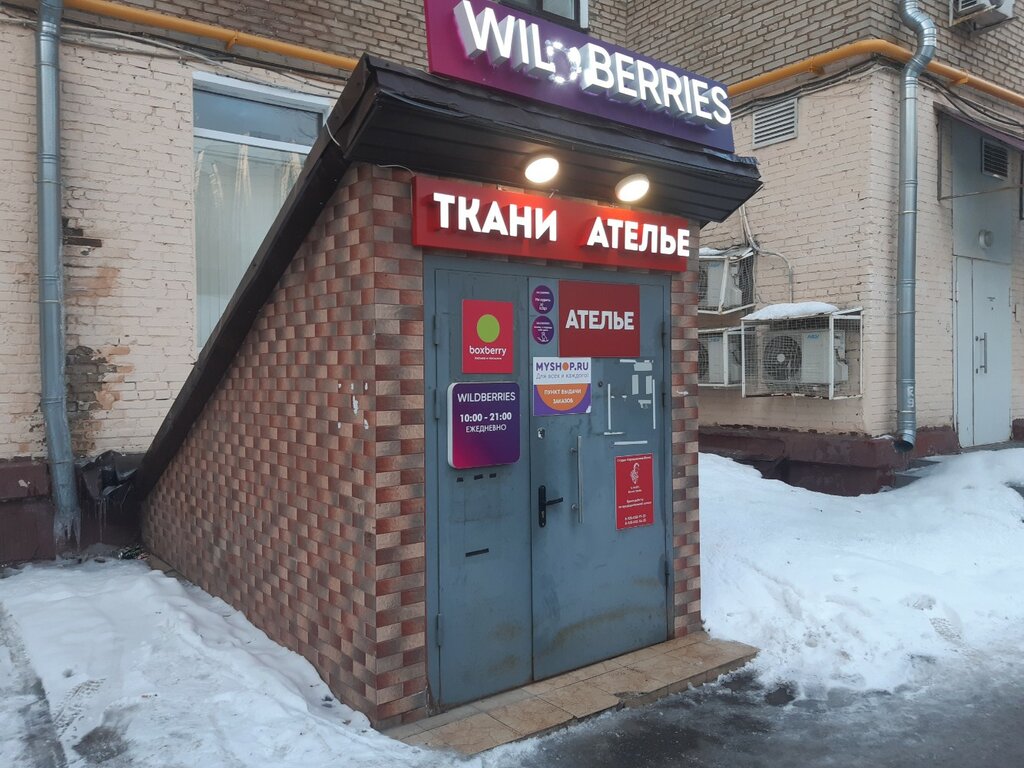 WILDBERRIES
ТКАНИ АТЕЛЬЕ
АТЕЛЬЕ
boxberry
MYSHOP.RU
Для всех и каждого!
ПУНКТ ВЫДАЧИ
ЗАКАЗОВ
WILDBERRIES
10:00 - 21:00
ЕЖЕДНЕВНО